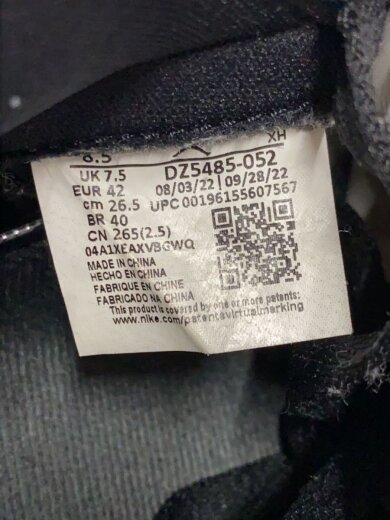 XH
8.5
UK 7.5 DZ5485-052
EUR 42 08/03/22 | 09/28/22
cm 26.5 UPC 00196155607567
BR 40
CN 265(2.5)
04A1XEAXVBGWQ
MADE IN CHINA
HECHO EN CHINA
FABRIQUE EN CHINE
FABRICADO NA CHINA
This product is covered by one or more patents:
www.nike.com/patentsvirtualmarking